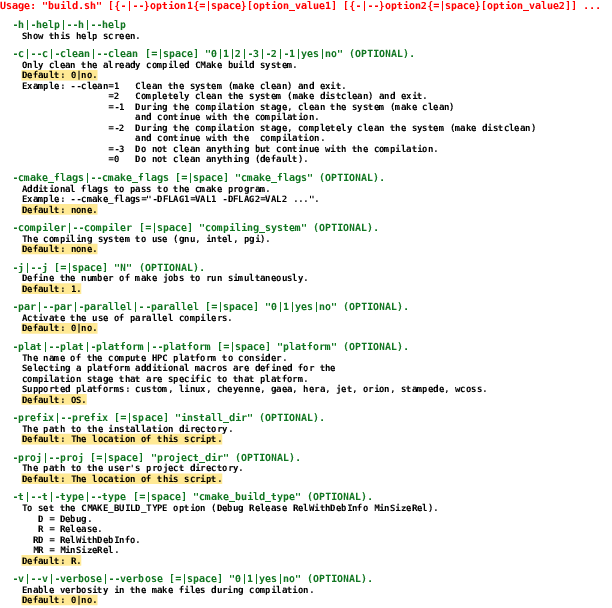 Usage: "build.sh" [{-|--}option1{=|space}[option_value1] [{-|--}option2{=|space}[option_value2]] ...
-h|-help|--h|--help
Show this help screen.
-c|--c|-clean|--clean [=|space] "0|1|2|-3|-2|-1|yes|no" (OPTIONAL).
Only clean the already compiled CMake build system.
Default: 0|no.
Example: --clean=1 Clean the system (make clean) and exit.
=2 Completely clean the system (make distclean) and exit.
=-1 During the compilation stage, clean the system (make clean)
and continue with the compilation.
=-2 During the compilation stage, completely clean the system (make distclean)
and continue with the compilation.
=-3 Do not clean anything but continue with the compilation.
=0 Do not clean anything (default).
-cmake_flags|--cmake_flags [=|space] "cmake_flags" (OPTIONAL).
Additional flags to pass to the cmake program.
Example: --cmake_flags="-DFLAG1=VAL1 -DFLAG2=VAL2 ...".
Default: none.
-compiler|--compiler [=|space] "compiling_system" (OPTIONAL).
The compiling system to use (gnu, intel, pgi).
Default: none.
-j|--j [=|space] "N" (OPTIONAL).
Define the number of make jobs to run simultaneously.
Default: 1.
-par|--par|-parallel|--parallel [=|space] "0|1|yes|no" (OPTIONAL).
Activate the use of parallel compilers.
Default: 0|no.
-plat|--plat|-platform|--platform [=|space] "platform" (OPTIONAL).
The name of the compute HPC platform to consider.
Selecting a platform additional macros are defined for the
compilation stage that are specific to that platform.
Supported platforms: custom, linux, cheyenne, gaea, hera, jet, orion, stampede, wcoss.
Default: OS.
-prefix|--prefix [=|space] "install_dir" (OPTIONAL).
The path to the installation directory.
Default: The location of this script.
-proj|--proj [=|space] "project_dir" (OPTIONAL).
The path to the user's project directory.
Default: The location of this script.
-t|--t|-type|--type [=|space] "cmake_build_type" (OPTIONAL).
To set the CMAKE_BUILD_TYPE option (Debug Release RelWithDebInfo MinSizeRel).
D = Debug.
R = Release.
RD = RelWithDebInfo.
MR = MinSizeRel.
Default: R.
-v|--v|-verbose|--verbose [=|space] "0|1|yes|no" (OPTIONAL).
Enable verbosity in the make files during compilation.
Default: 0|no.